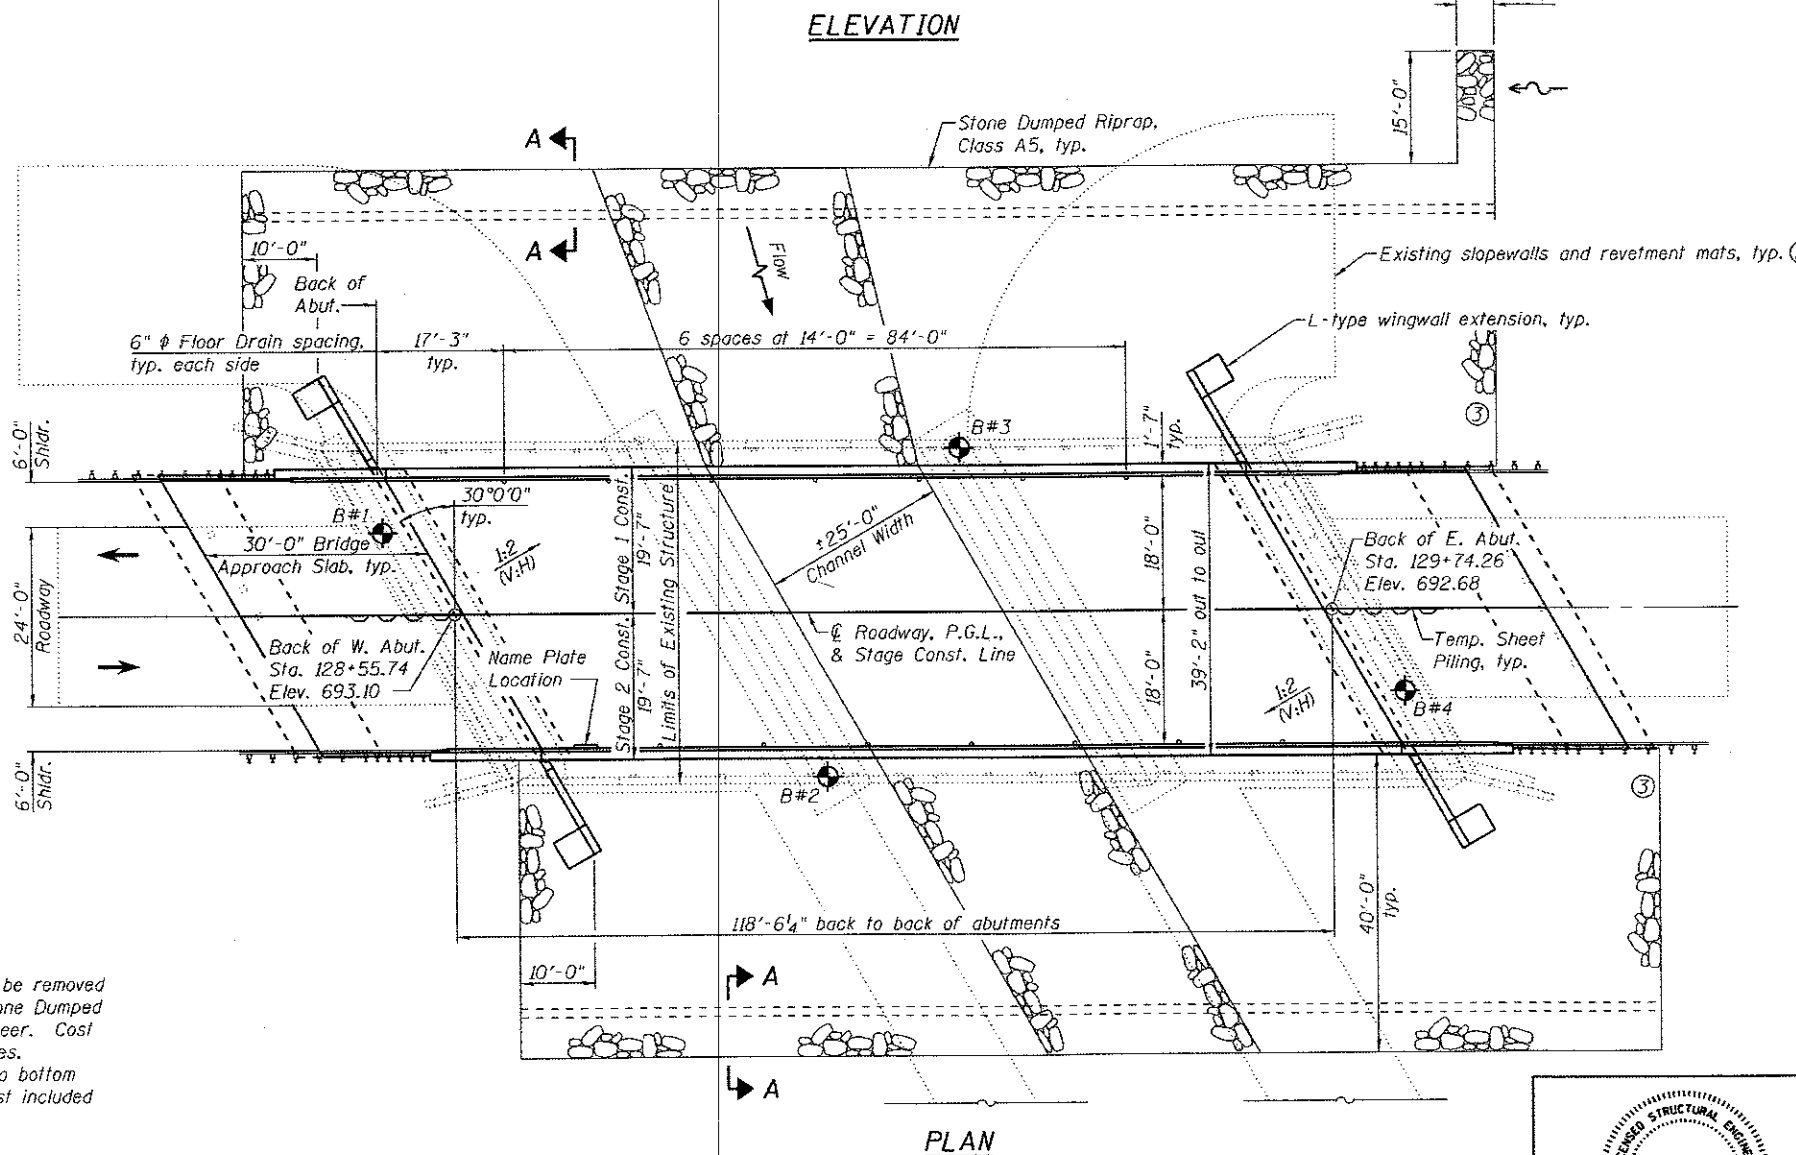 ELEVATION
15'-0"
Stone Dumped Riprap,
Class A5, typ.
A
A
Flow
10'-0"
Back of
Abut.
Existing slopewalls and revetment mats, typ.
L-type wingwall extension, typ.
6" ϕ Floor Drain spacing,
typ. each side
17'-3"
typ.
6 spaces at 14'-0" = 84'-0"
6'-0"
Shldr.
B#3
1'-7"
typ.
3
30°0'0"
typ.
B#1
30'-0" Bridge
Approach Slab, typ.
1:2
(V:H)
Stage 1 Const.
19'-7"
Limits of Existing Structure
±25'-0"
Channel Width
18'-0"
39'-2" out to out
Back of E. Abut.
Sta. 129+74.26
Elev. 692.68
24'-0"
Roadway
Back of W. Abut.
Sta. 128+55.74
Elev. 693.10
Name Plate
Location
Stage 2 Const.
19'-7"
℄ Roadway, P.G.L.,
& Stage Const. Line
18'-0"
1:2
(V:H)
Temp. Sheet
Piling, typ.
B#4
6'-0"
Shldr.
B#2
3
118'-6¼" back to back of abutments
40'-0"
typ.
10'-0"
A
A
be removed
one Dumped
eer. Cost
es.
o bottom
st included
PLAN
ENSED STRUCTURAL ENGINE